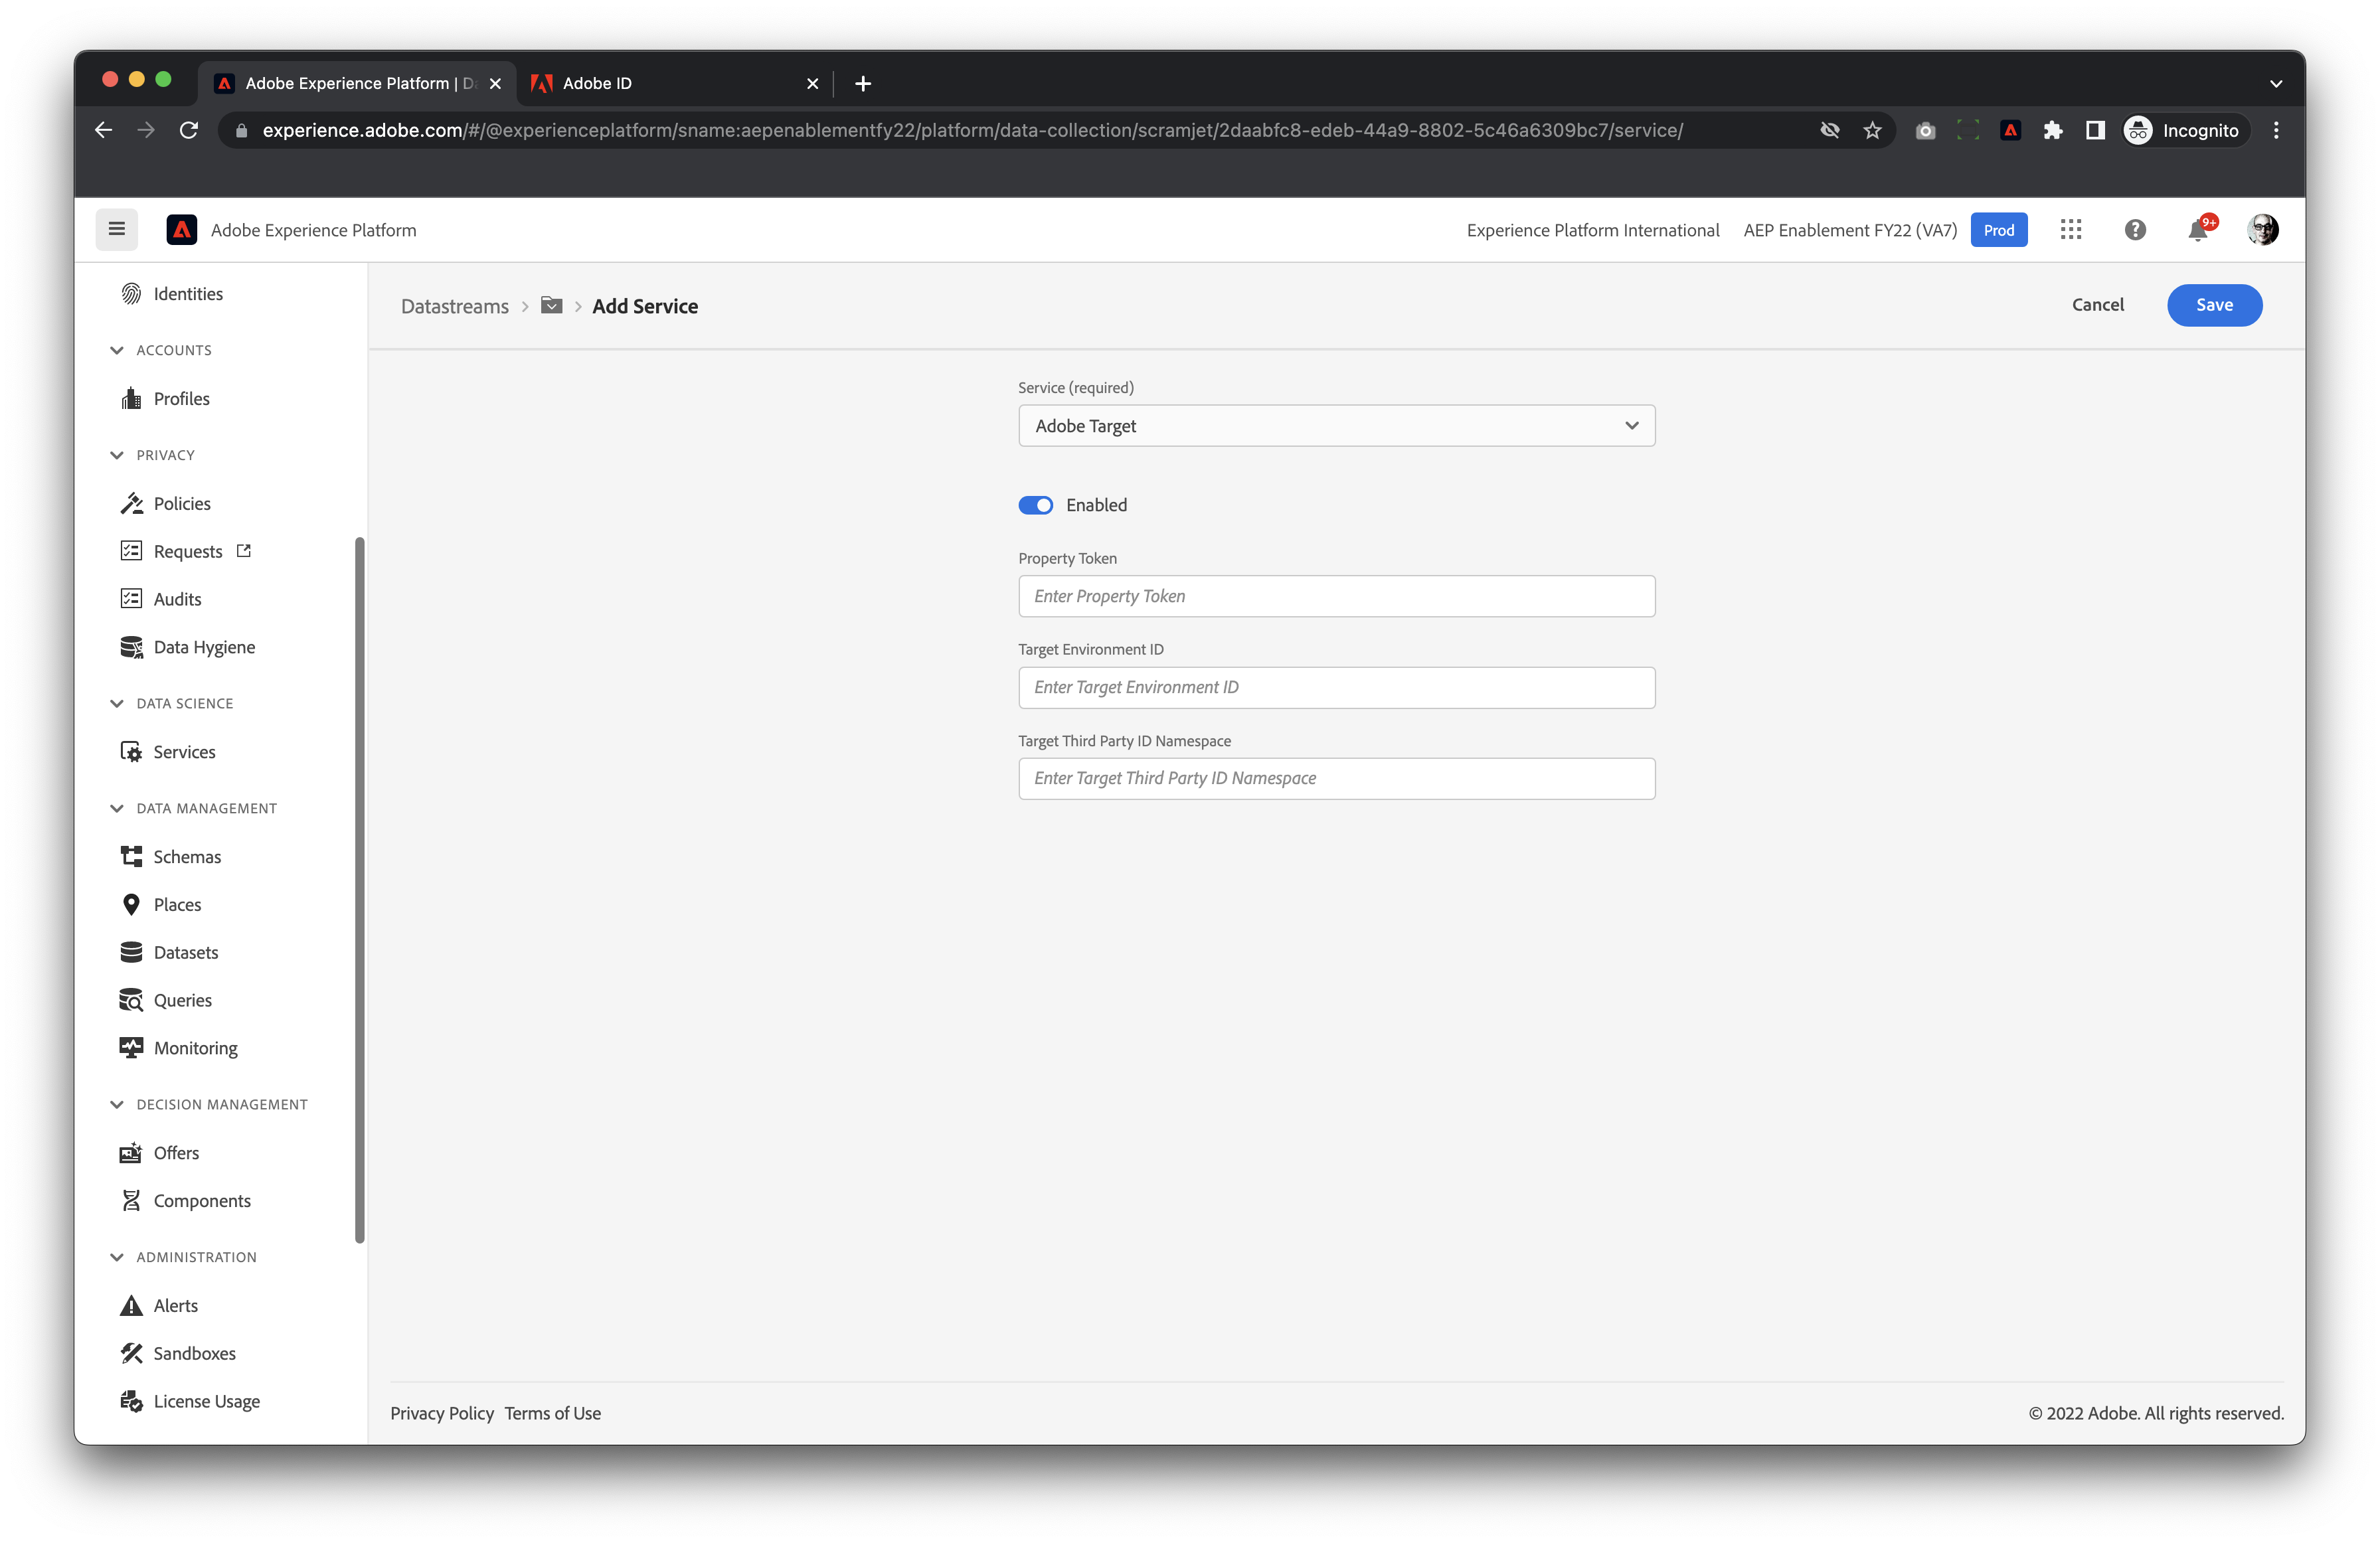 Adobe Experience Platform | Da
Adobe ID
experience.adobe.com/#/@experienceplatform/sname:aepenablementfy22/platform/data-collection/scramjet/2daabfc8-edeb-44a9-8802-5c46a6309bc7/service/
Incognito
Adobe Experience Platform
Experience Platform International
AEP Enablement FY22 (VA7)
Prod
9+
Identities
ACCOUNTS
Profiles
PRIVACY
Policies
Requests
Audits
Data Hygiene
DATA SCIENCE
Services
DATA MANAGEMENT
Schemas
Places
Datasets
Queries
Monitoring
DECISION MANAGEMENT
Offers
Components
ADMINISTRATION
Alerts
Sandboxes
License Usage
Datastreams > > Add Service
Cancel
Save
Service (required)
Adobe Target
Enabled
Property Token
Enter Property Token
Target Environment ID
Enter Target Environment ID
Target Third Party ID Namespace
Enter Target Third Party ID Namespace
Privacy Policy Terms of Use
© 2022 Adobe. All rights reserved.